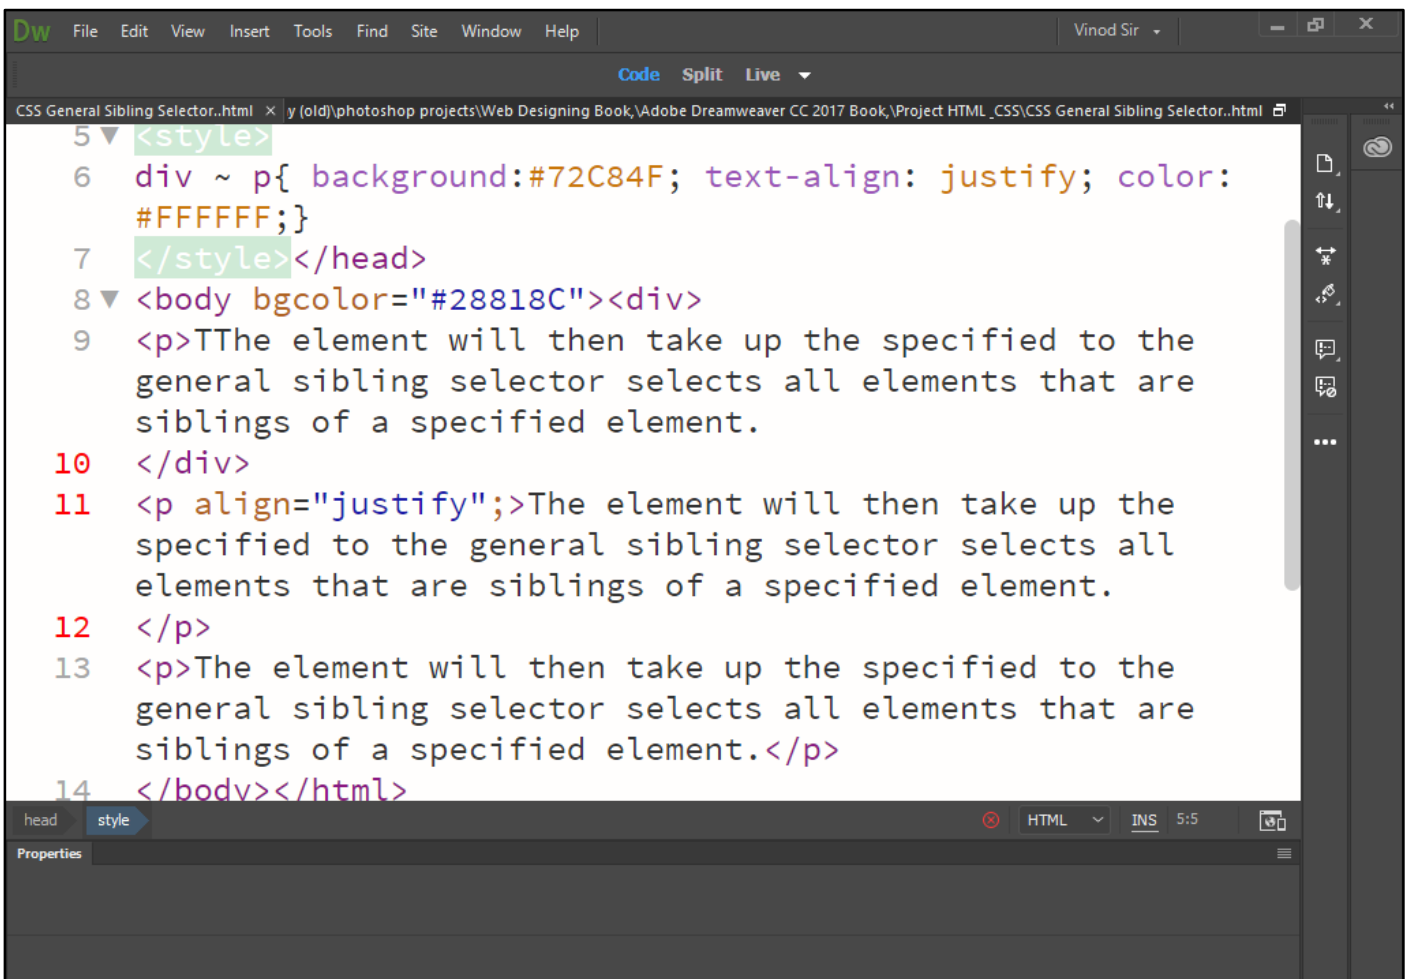 Dw File Edit View Insert Tools Find Site Window Help Vinod Sir
Code Split Live
CSS General Sibling Selector..html × y (old)\photoshop projects\Web Designing Book,\Adobe Dreamweaver CC 2017 Book,\Project HTML _CSS\CSS General Sibling Selector..html
5 <style>
6 div ~ p{ background:#72C84F; text-align: justify; color:
#FFFFFF;}
7 </style></head>
8 <body bgcolor="#28818C"><div>
9 <p>TThe element will then take up the specified to the
general sibling selector selects all elements that are
siblings of a specified element.
10 </div>
11 <p align="justify";>The element will then take up the
specified to the general sibling selector selects all
elements that are siblings of a specified element.
12 </p>
13 <p>The element will then take up the specified to the
general sibling selector selects all elements that are
siblings of a specified element.</p>
14 </body></html>
head style HTML INS 5:5
Properties